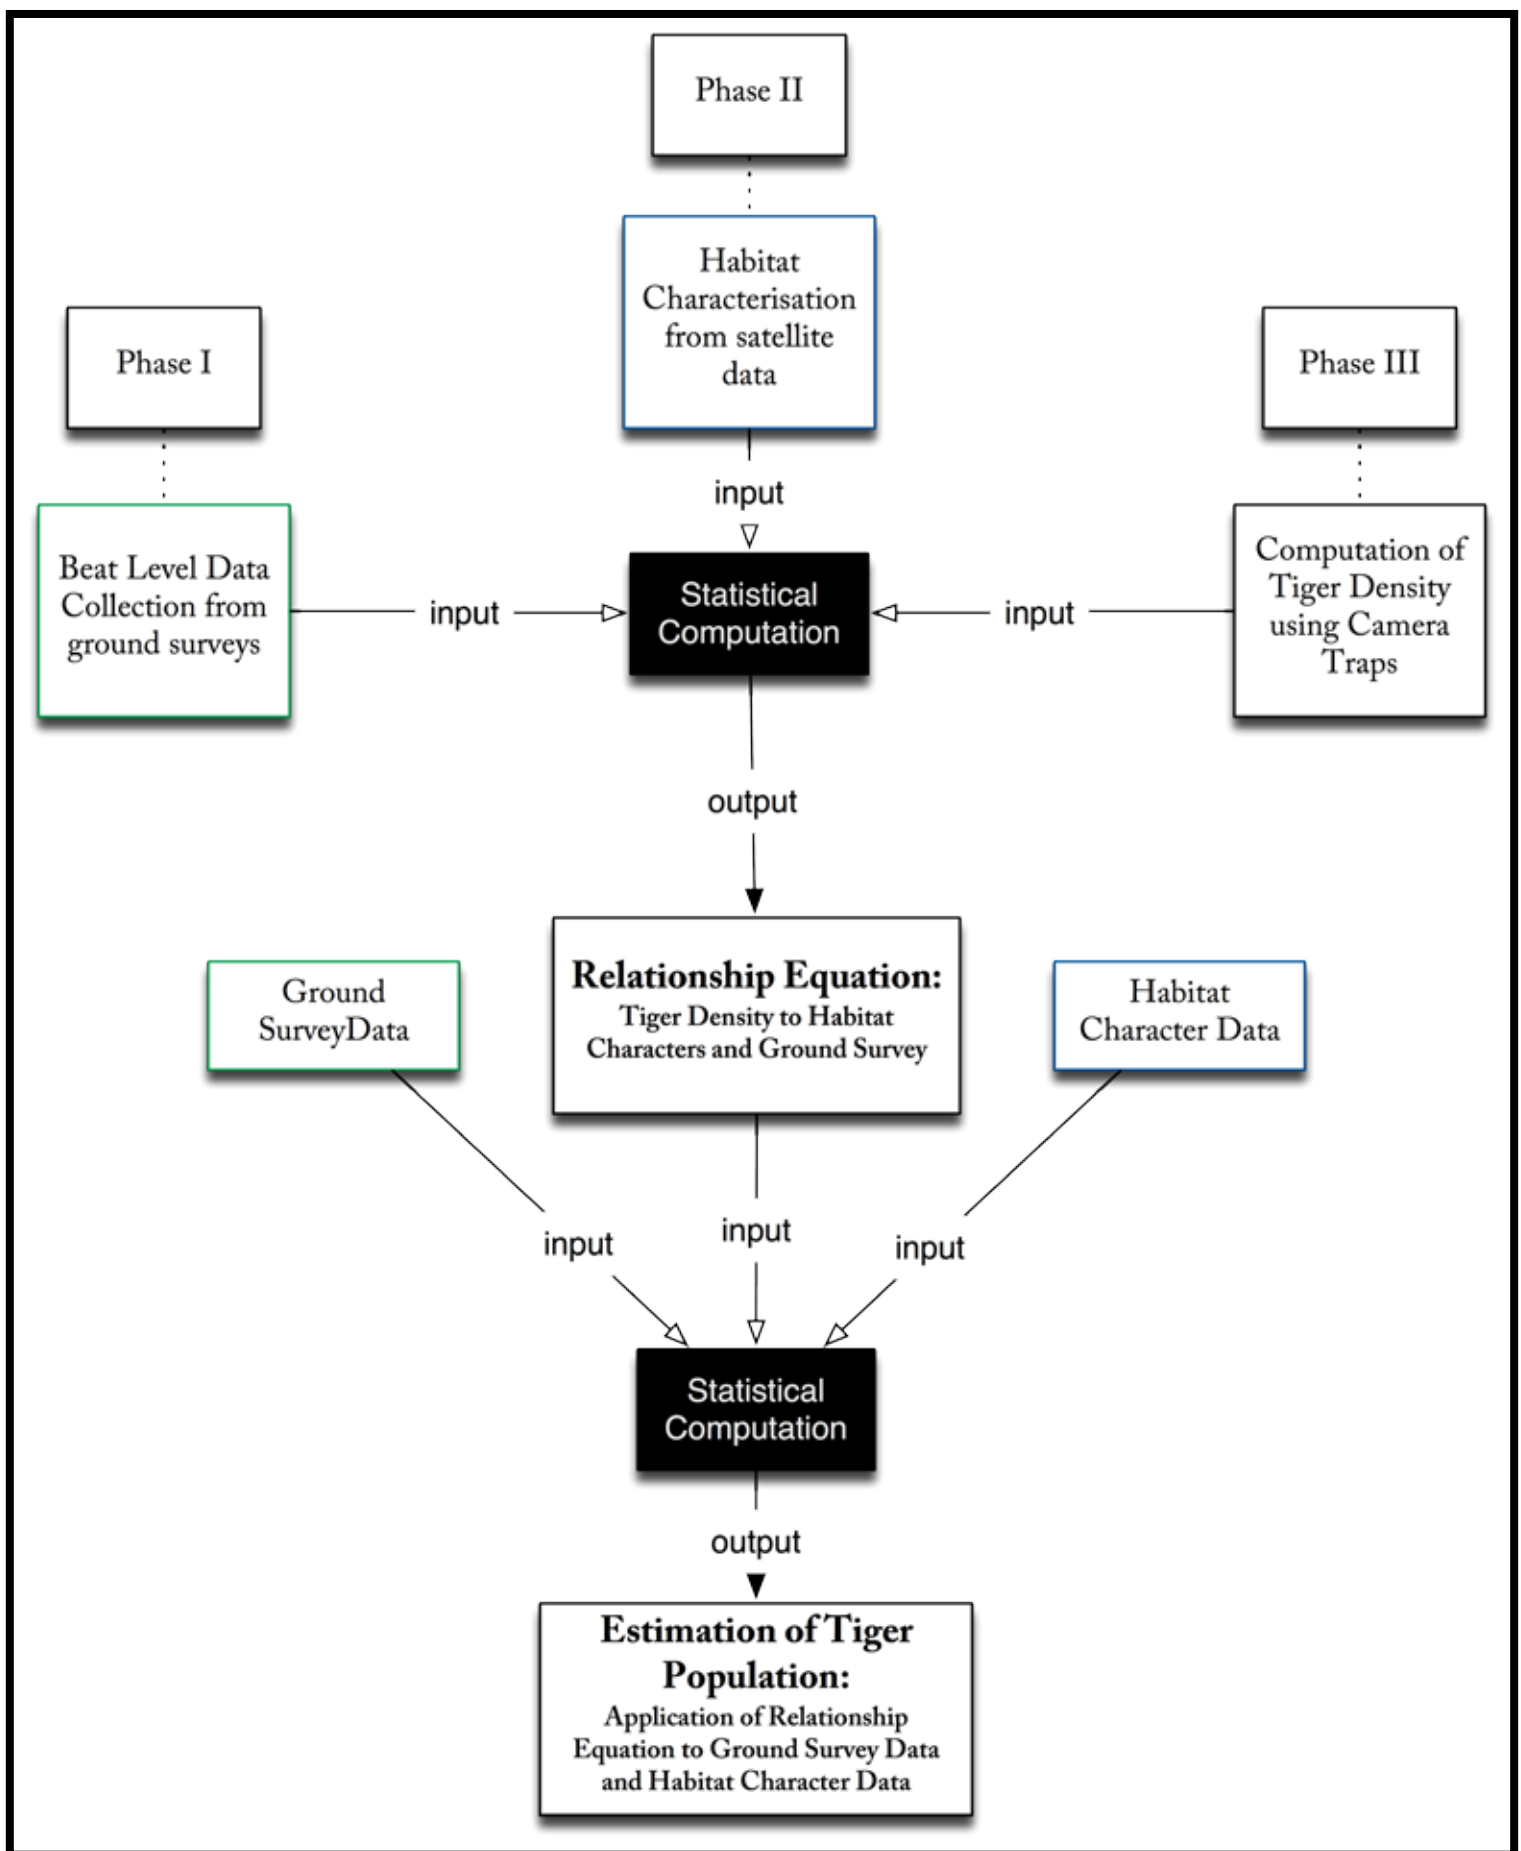 Phase II
Habitat
Characterisation
from satellite
data
Phase I
Phase III
input
Beat Level Data
Collection from
ground surveys
input
Statistical
Computation
input
Computation of
Tiger Density
using Camera
Traps
output
Relationship Equation:
Tiger Density to Habitat
Characters and Ground Survey
Ground
SurveyData
Habitat
Character Data
input
input
input
Statistical
Computation
output
Estimation of Tiger
Population:
Application of Relationship
Equation to Ground Survey Data
and Habitat Character Data